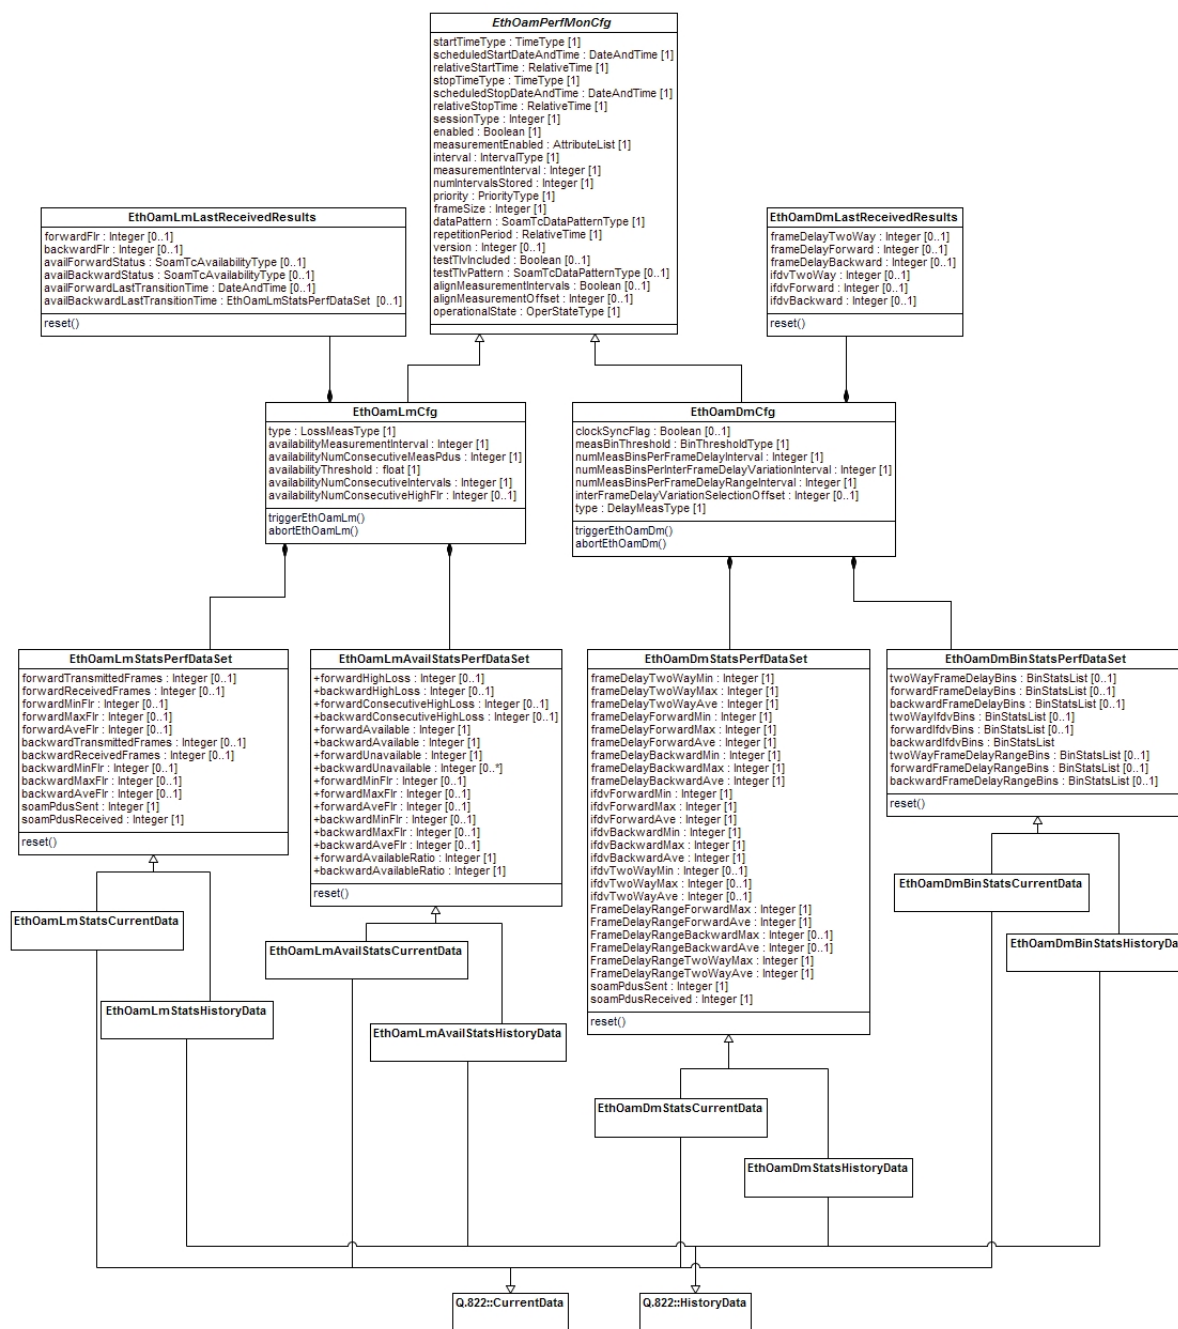 EthOamPerfMonCfg
startTimeType : TimeType [1]
scheduledStartDateAndTime : DateAndTime [1]
relativeStartTime : RelativeTime [1]
stopTimeType : TimeType [1]
scheduledStopDateAndTime : DateAndTime [1]
relativeStopTime : RelativeTime [1]
sessionType : Integer [1]
enabled : Boolean [1]
measurementEnabled : AttributeList [1]
interval : IntervalType [1]
measurementInterval : Integer [1]
numIntervalsStored : Integer [1]
priority : PriorityType [1]
frameSize : Integer [1]
dataPattern : SoamTcDataPatternType [1]
repetitionPeriod : RelativeTime [1]
version : Integer [0..1]
testTlvIncluded : Boolean [0..1]
testTlvPattern : SoamTcDataPatternType [0..1]
alignMeasurementIntervals : Boolean [0..1]
alignMeasurementOffset : Integer [0..1]
operationalState : OperStateType [1]
EthOamLmLastReceivedResults
forwardFlr : Integer [0..1]
backwardFlr : Integer [0..1]
availForwardStatus : SoamTcAvailabilityType [0..1]
availBackwardStatus : SoamTcAvailabilityType [0..1]
availForwardLastTransitionTime : DateAndTime [0..1]
availBackwardLastTransitionTime : EthOamLmStatsPerfDataSet [0..1]
reset()
EthOamDmLastReceivedResults
frameDelayTwoWay : Integer [0..1]
frameDelayForward : Integer [0..1]
frameDelayBackward : Integer [0..1]
ifdvTwoWay : Integer [0..1]
ifdvForward : Integer [0..1]
ifdvBackward : Integer [0..1]
reset()
EthOamLmCfg
type : LossMeasType [1]
availabilityMeasurementInterval : Integer [1]
availabilityNumConsecutiveMeasPdus : Integer [1]
availabilityThreshold : float [1]
availabilityNumConsecutiveIntervals : Integer [1]
availabilityNumConsecutiveHighFlr : Integer [0..1]
triggerEthOamLm()
abortEthOamLm()
EthOamDmCfg
clockSyncFlag : Boolean [0..1]
measBinThreshold : BinThresholdType [1]
numMeasBinsPerFrameDelayInterval : Integer [1]
numMeasBinsPerInterFrameDelayVariationInterval : Integer [1]
numMeasBinsPerFrameDelayRangeInterval : Integer [1]
interFrameDelayVariationSelectionOffset : Integer [0..1]
type : DelayMeasType [1]
triggerEthOamDm()
abortEthOamDm()
EthOamLmStatsPerfDataSet
forwardTransmittedFrames : Integer [0..1]
forwardReceivedFrames : Integer [0..1]
forwardMinFlr : Integer [0..1]
forwardMaxFlr : Integer [0..1]
forwardAveFlr : Integer [0..1]
backwardTransmittedFrames : Integer [0..1]
backwardReceivedFrames : Integer [0..1]
backwardMinFlr : Integer [0..1]
backwardMaxFlr : Integer [0..1]
backwardAveFlr : Integer [0..1]
soamPdusSent : Integer [1]
soamPdusReceived : Integer [1]
reset()
EthOamLmAvailStatsPerfDataSet
+forwardHighLoss : Integer [0..1]
+backwardHighLoss : Integer [0..1]
+forwardConsecutiveHighLoss : Integer [0..1]
+backwardConsecutiveHighLoss : Integer [0..1]
+forwardAvailable : Integer [1]
+backwardAvailable : Integer [1]
+forwardUnavailable : Integer [1]
+backwardUnavailable : Integer [0..*]
+forwardMinFlr : Integer [0..1]
+forwardMaxFlr : Integer [0..1]
+forwardAveFlr : Integer [0..1]
+backwardMinFlr : Integer [0..1]
+backwardMaxFlr : Integer [0..1]
+backwardAveFlr : Integer [0..1]
+forwardAvailableRatio : Integer [1]
+backwardAvailableRatio : Integer [1]
reset()
EthOamDmStatsPerfDataSet
frameDelayTwoWayMin : Integer [1]
frameDelayTwoWayMax : Integer [1]
frameDelayTwoWayAve : Integer [1]
frameDelayForwardMin : Integer [1]
frameDelayForwardMax : Integer [1]
frameDelayForwardAve : Integer [1]
frameDelayBackwardMin : Integer [1]
frameDelayBackwardMax : Integer [1]
frameDelayBackwardAve : Integer [1]
ifdvForwardMin : Integer [1]
ifdvForwardMax : Integer [1]
ifdvForwardAve : Integer [1]
ifdvBackwardMin : Integer [1]
ifdvBackwardMax : Integer [1]
ifdvBackwardAve : Integer [1]
ifdvTwoWayMin : Integer [0..1]
ifdvTwoWayMax : Integer [0..1]
ifdvTwoWayAve : Integer [0..1]
FrameDelayRangeForwardMax : Integer [1]
FrameDelayRangeForwardAve : Integer [1]
FrameDelayRangeBackwardMax : Integer [0..1]
FrameDelayRangeBackwardAve : Integer [0..1]
FrameDelayRangeTwoWayMax : Integer [1]
FrameDelayRangeTwoWayAve : Integer [1]
soamPdusSent : Integer [1]
soamPdusReceived : Integer [1]
reset()
EthOamDmBinStatsPerfDataSet
twoWayFrameDelayBins : BinStatsList [0..1]
forwardFrameDelayBins : BinStatsList [0..1]
backwardFrameDelayBins : BinStatsList [0..1]
twoWayIfdvBins : BinStatsList [0..1]
forwardIfdvBins : BinStatsList [0..1]
backwardIfdvBins : BinStatsList
twoWayFrameDelayRangeBins : BinStatsList [0..1]
forwardFrameDelayRangeBins : BinStatsList [0..1]
backwardFrameDelayRangeBins : BinStatsList [0..1]
reset()
EthOamLmStatsCurrentData
EthOamLmStatsHistoryData
EthOamLmAvailStatsCurrentData
EthOamLmAvailStatsHistoryData
EthOamDmBinStatsCurrentData
EthOamDmBinStatsHistoryData
EthOamDmStatsCurrentData
EthOamDmStatsHistoryData
Q.822::CurrentData
Q.822::HistoryData